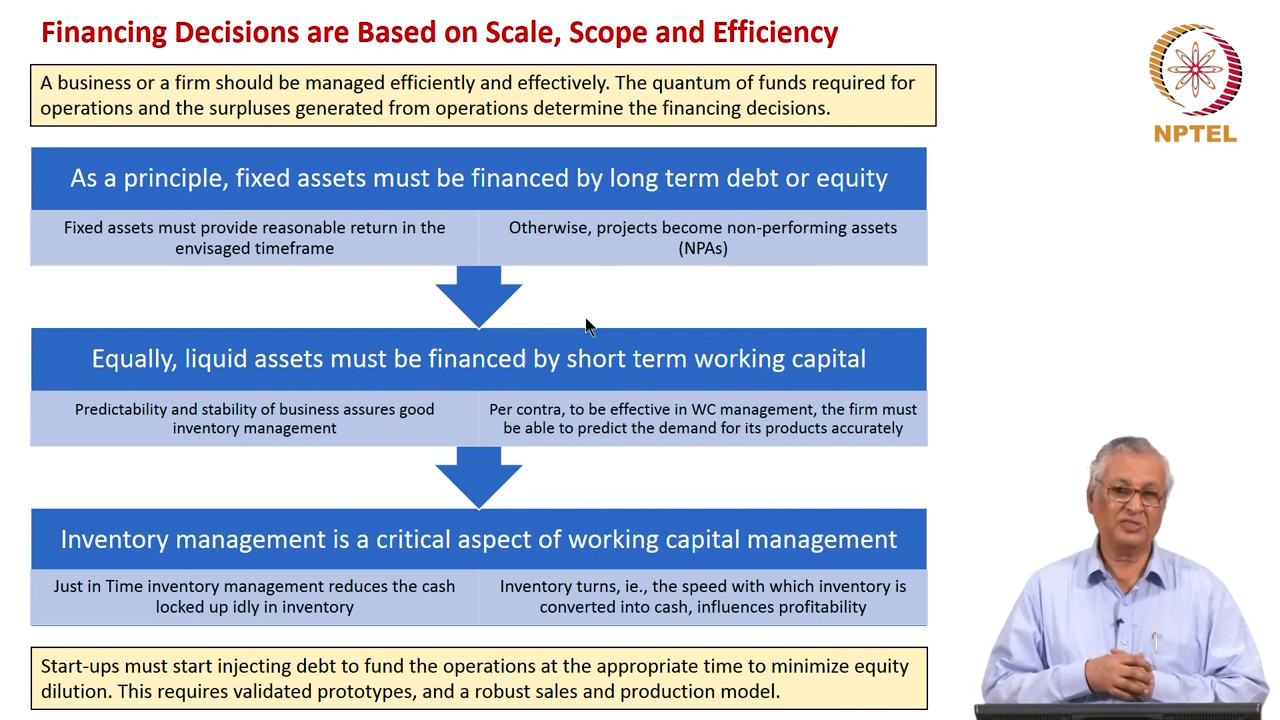 Financing Decisions are Based on Scale, Scope and Efficiency
A business or a firm should be managed efficiently and effectively. The quantum of funds required for
operations and the surpluses generated from operations determine the financing decisions.
NPTEL
As a principle, fixed assets must be financed by long term debt or equity
Fixed assets must provide reasonable return in the
envisaged timeframe
Otherwise, projects become non-performing assets
(NPAs)
Equally, liquid assets must be financed by short term working capital
Predictability and stability of business assures good
inventory management
Per contra, to be effective in WC management, the firm must
be able to predict the demand for its products accurately
Inventory management is a critical aspect of working capital management
Just in Time inventory management reduces the cash
locked up idly in inventory
Inventory turns, ie., the speed with which inventory is
converted into cash, influences profitability
Start-ups must start injecting debt to fund the operations at the appropriate time to minimize equity
dilution. This requires validated prototypes, and a robust sales and production model.